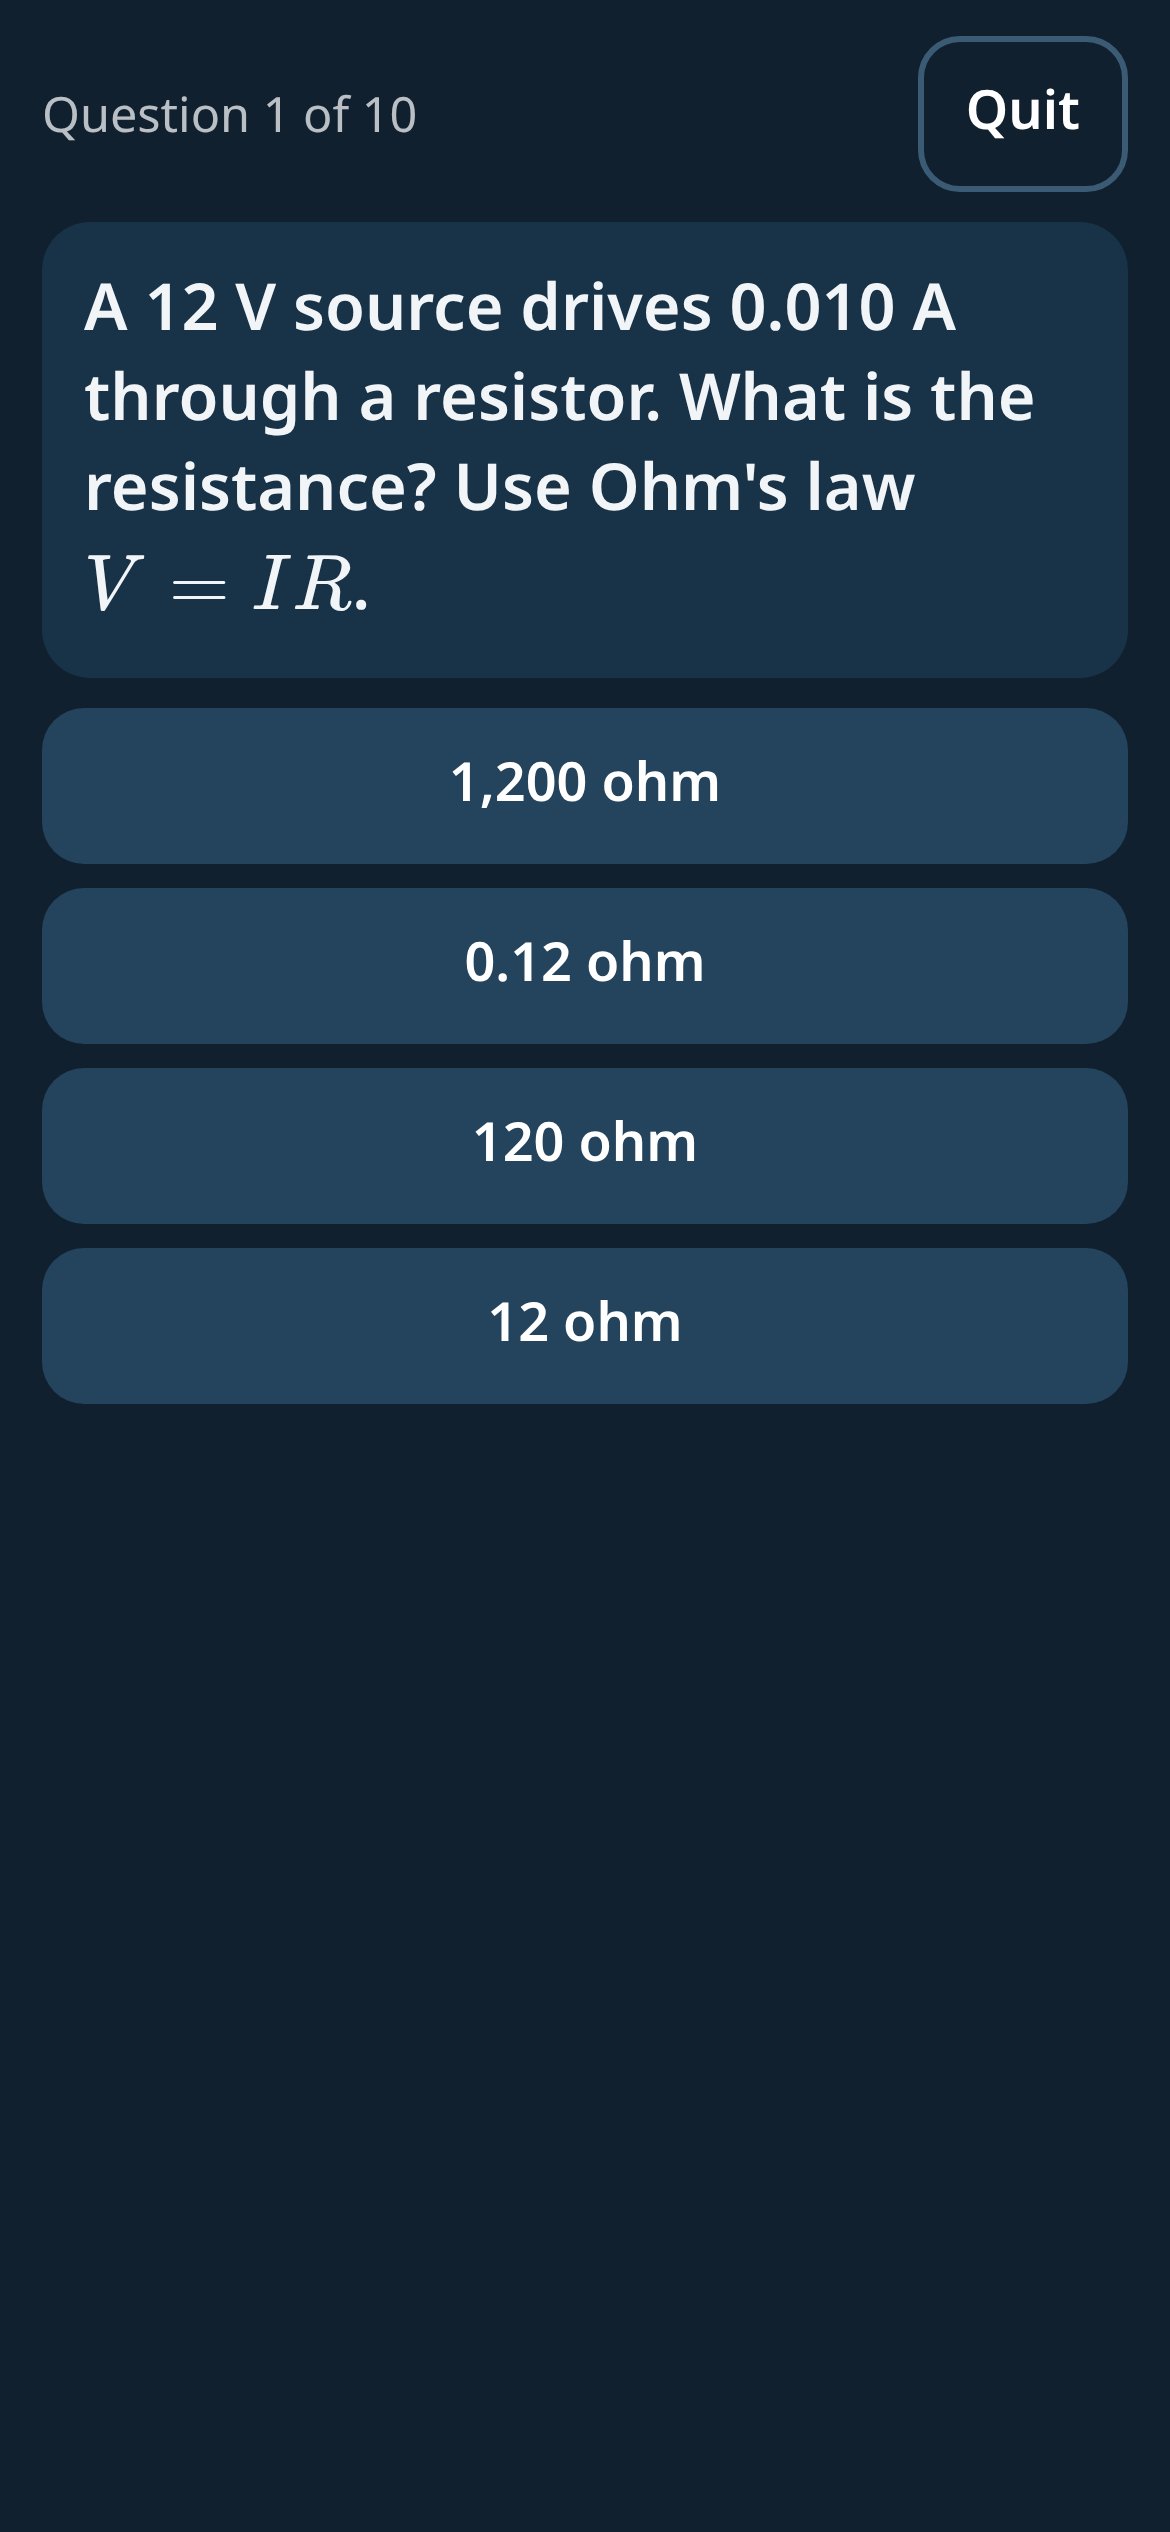 Question 1 of 10
Quit
A 12 V source drives 0.010 A
through a resistor. What is the
resistance? Use Ohm's law
V = IR.
1,200 ohm
0.12 ohm
120 ohm
12 ohm